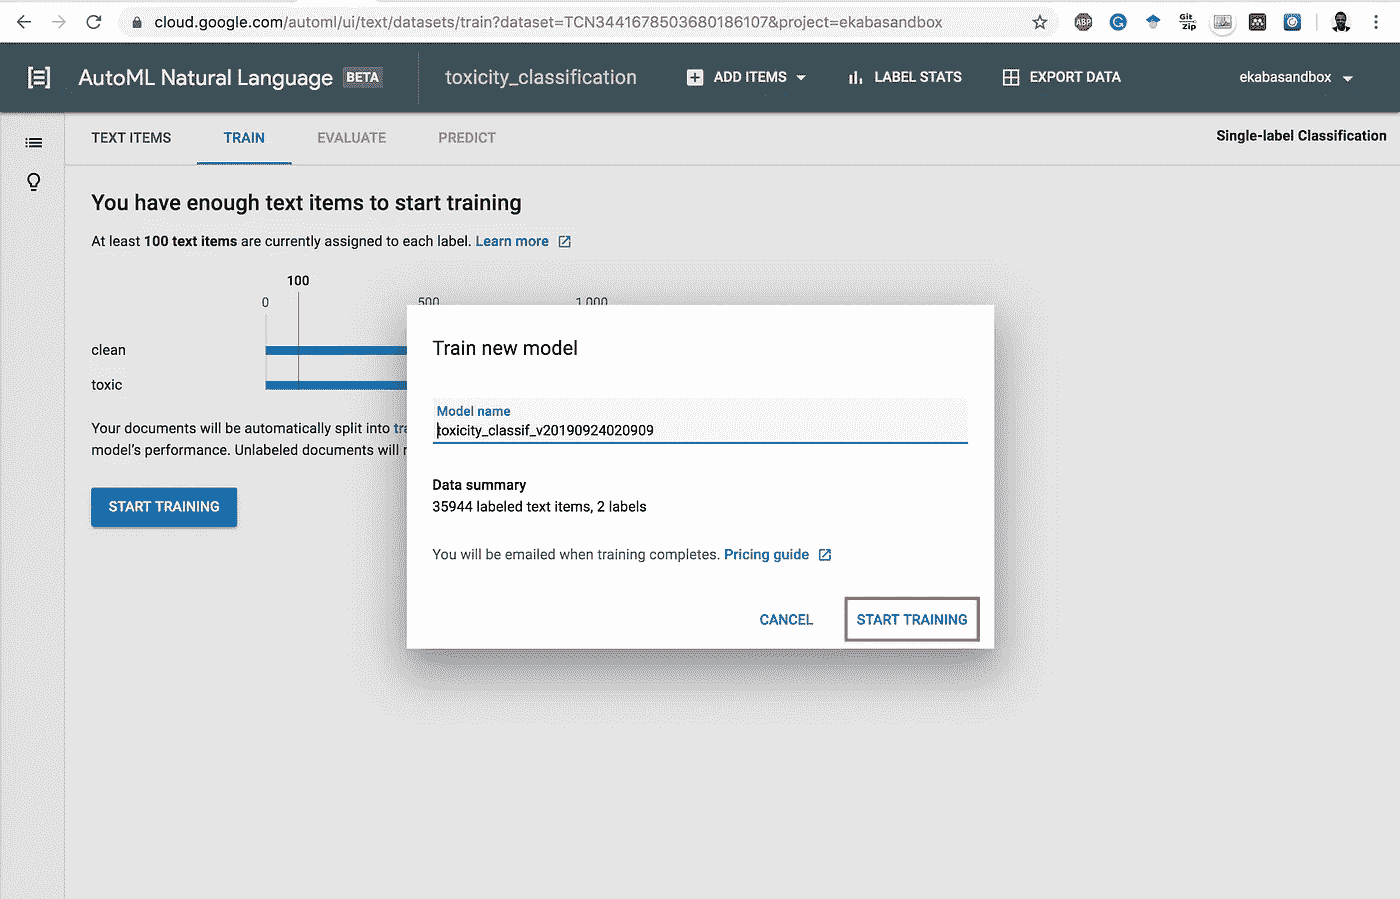 cloud.google.com/automl/ui/text/datasets/train?dataset=TCN3441678503680186107&project=ekabasandbox
ABP
Git
Zip
AutoML Natural Language BETA
toxicity_classification
ADD ITEMS
LABEL STATS
EXPORT DATA
ekabasandbox
TEXT ITEMS
TRAIN
EVALUATE
PREDICT
Single-label Classification
You have enough text items to start training
At least 100 text items are currently assigned to each label. Learn more
100
0
500
1,000
clean
toxic
Your documents will be automatically split into
model's performance. Unlabeled documents will
START TRAINING
Train new model
Model name
toxicity_classif_v20190924020909
Data summary
35944 labeled text items, 2 labels
You will be emailed when training completes. Pricing guide
CANCEL
START TRAINING